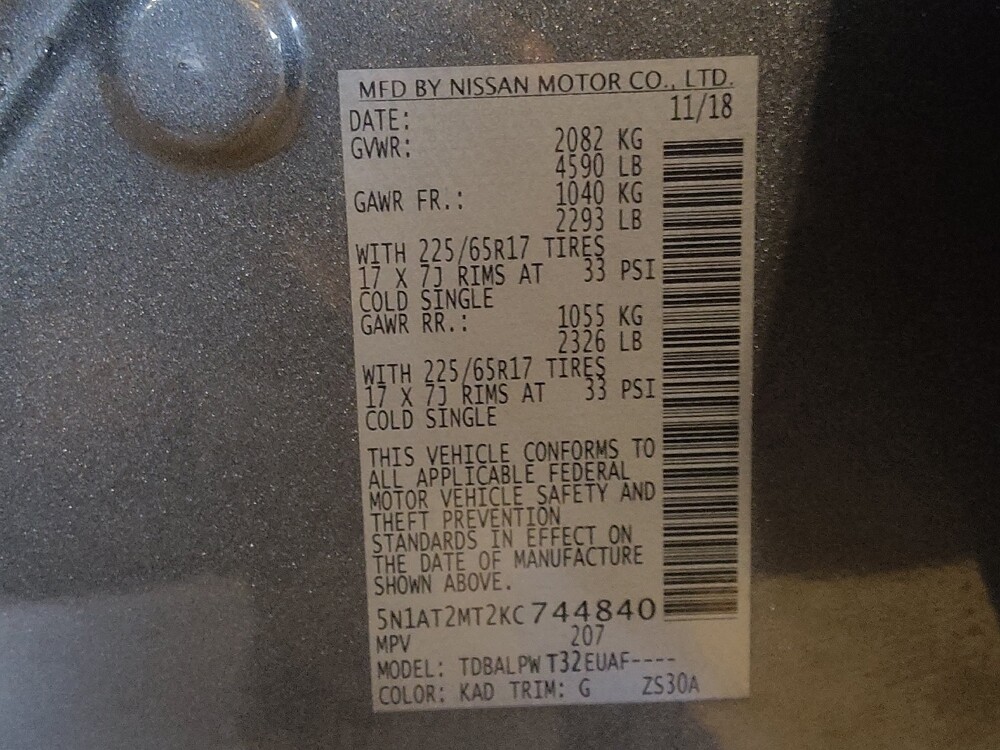 MFD BY NISSAN MOTOR CO., LTD.
DATE: 11/18
GVWR: 2082 KG
4590 LB
GAWR FR.: 1040 KG
2293 LB
WITH 225/65R17 TIRES
17 X 7J RIMS AT 33 PSI
COLD SINGLE
GAWR RR.: 1055 KG
2326 LB
WITH 225/65R17 TIRES
17 X 7J RIMS AT 33 PSI
COLD SINGLE
THIS VEHICLE CONFORMS TO
ALL APPLICABLE FEDERAL
MOTOR VEHICLE SAFETY AND
THEFT PREVENTION
STANDARDS IN EFFECT ON
THE DATE OF MANUFACTURE
SHOWN ABOVE.
5N1AT2MT2KC744840
MPV 207
MODEL: TDBALPWT32EUAF----
COLOR: KAD TRIM: G ZS30A